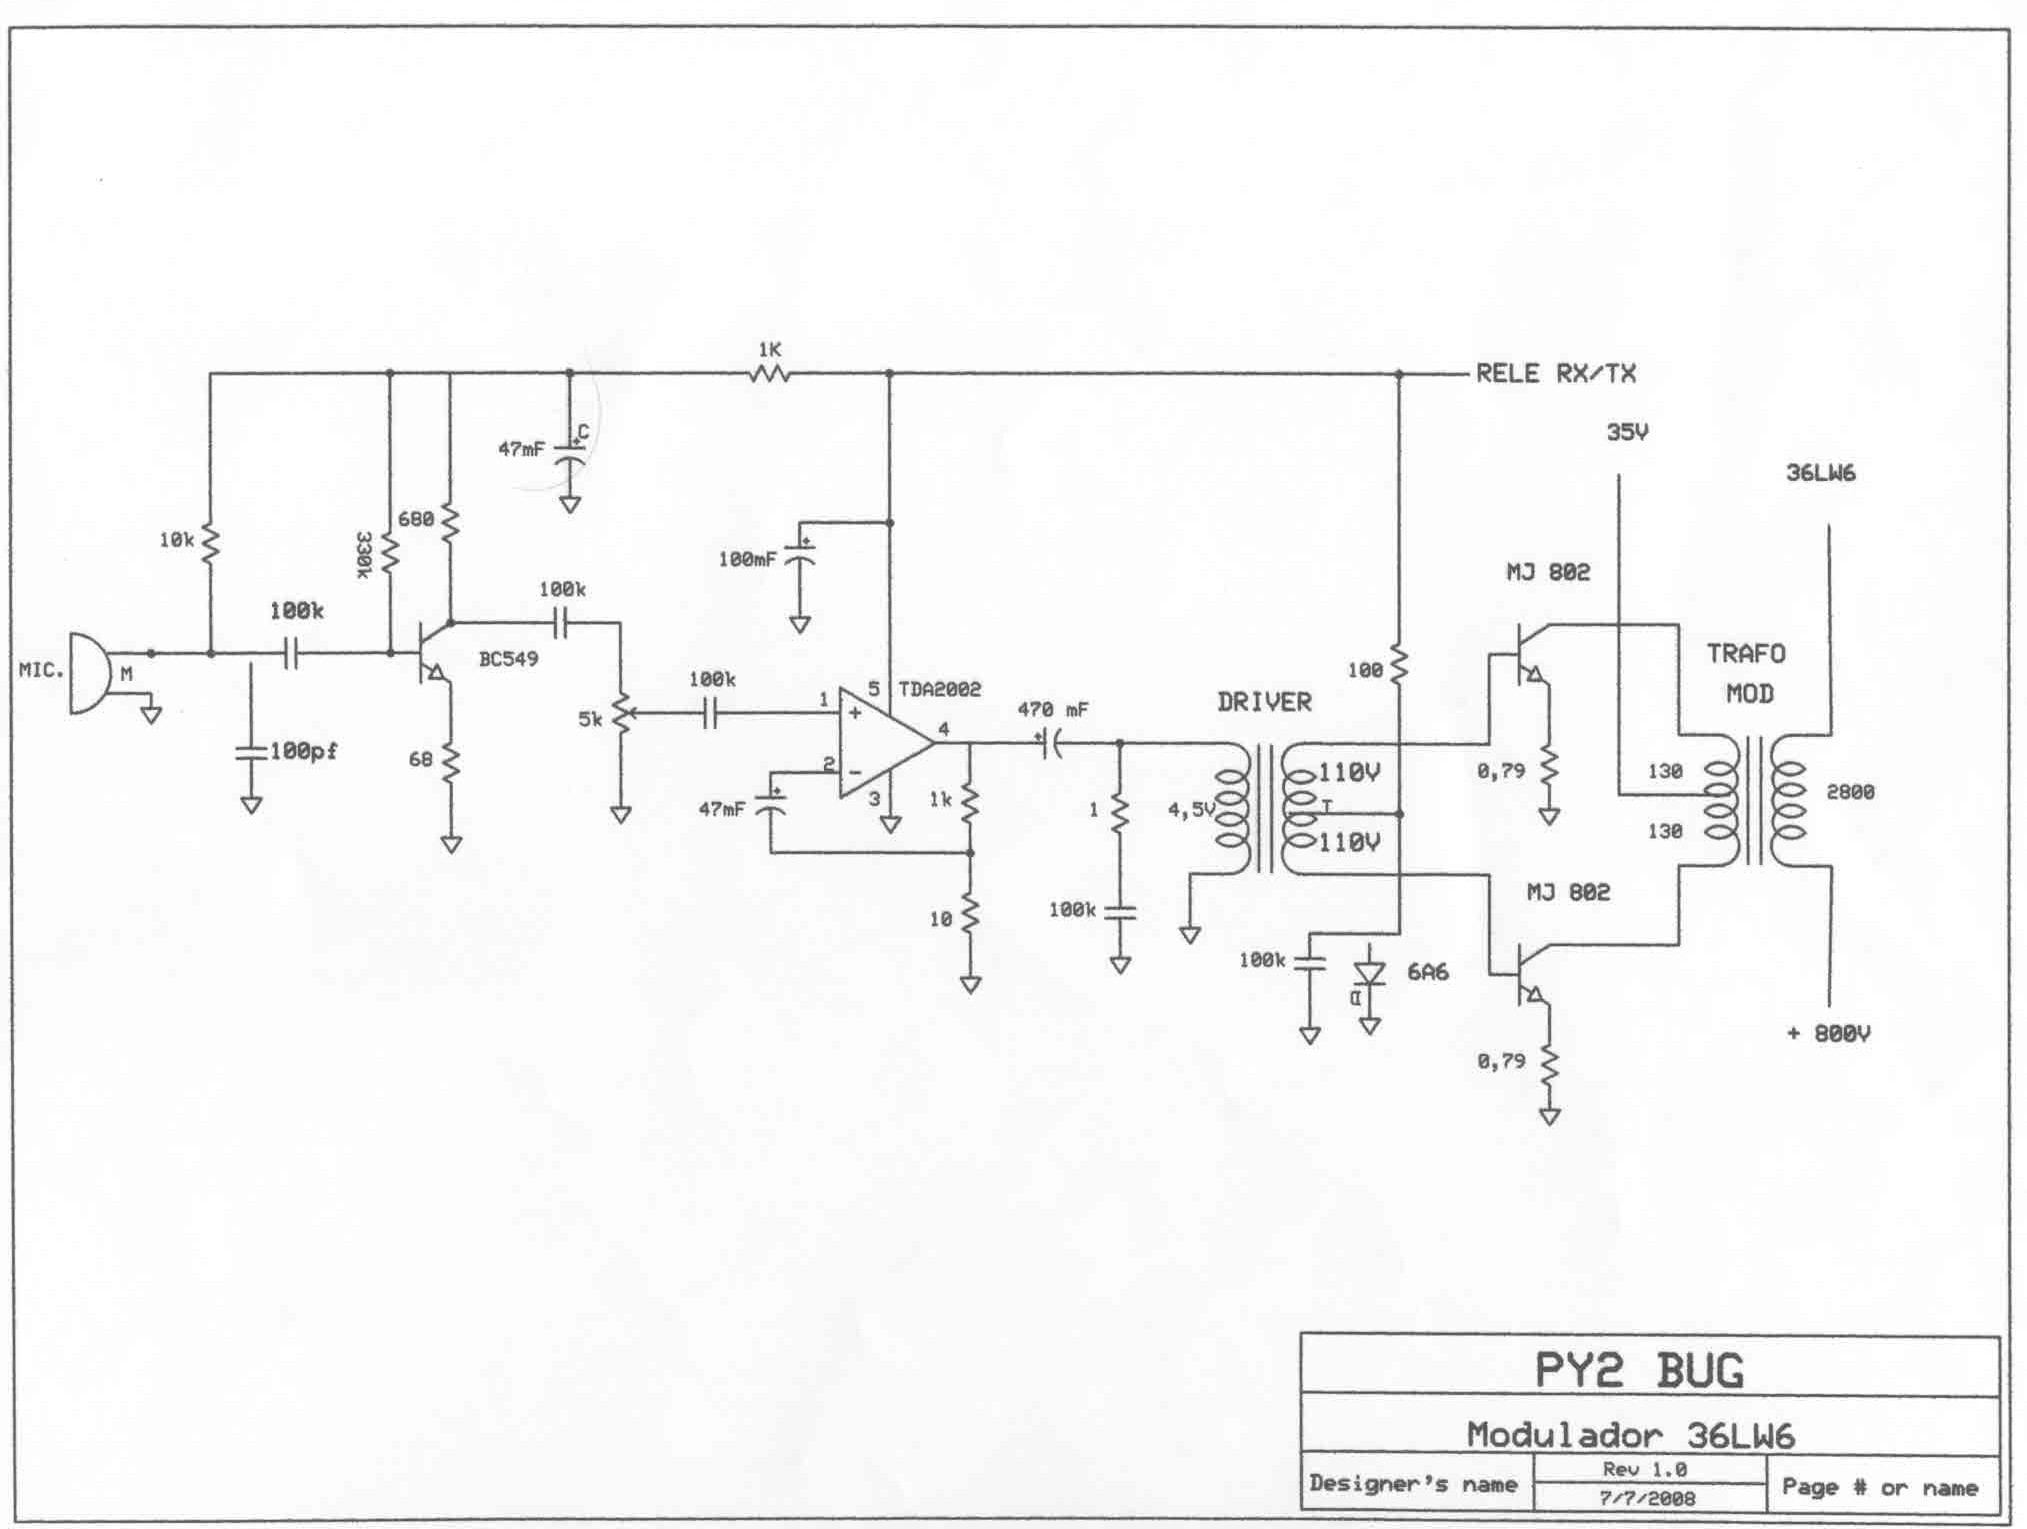 1K
RELE RX/TX
35V
36LW6
C
47mF
680
10k
330k
100mF
MJ 802
100k
100k
BC549
MIC.
M
100k
5
TDA2002
1
5k
TRAFO
MOD
100
DRIVER
470 mF
4
100pf
68
2
47mF
3
1k
1
4,5V
110V
T
110V
0,79
130
130
2800
10
100k
MJ 802
100k
6A6
D
0,79
+ 800V
PY2 BUG
Modulador 36LW6
Designer's name
Rev 1.0
7/7/2008
Page # or name